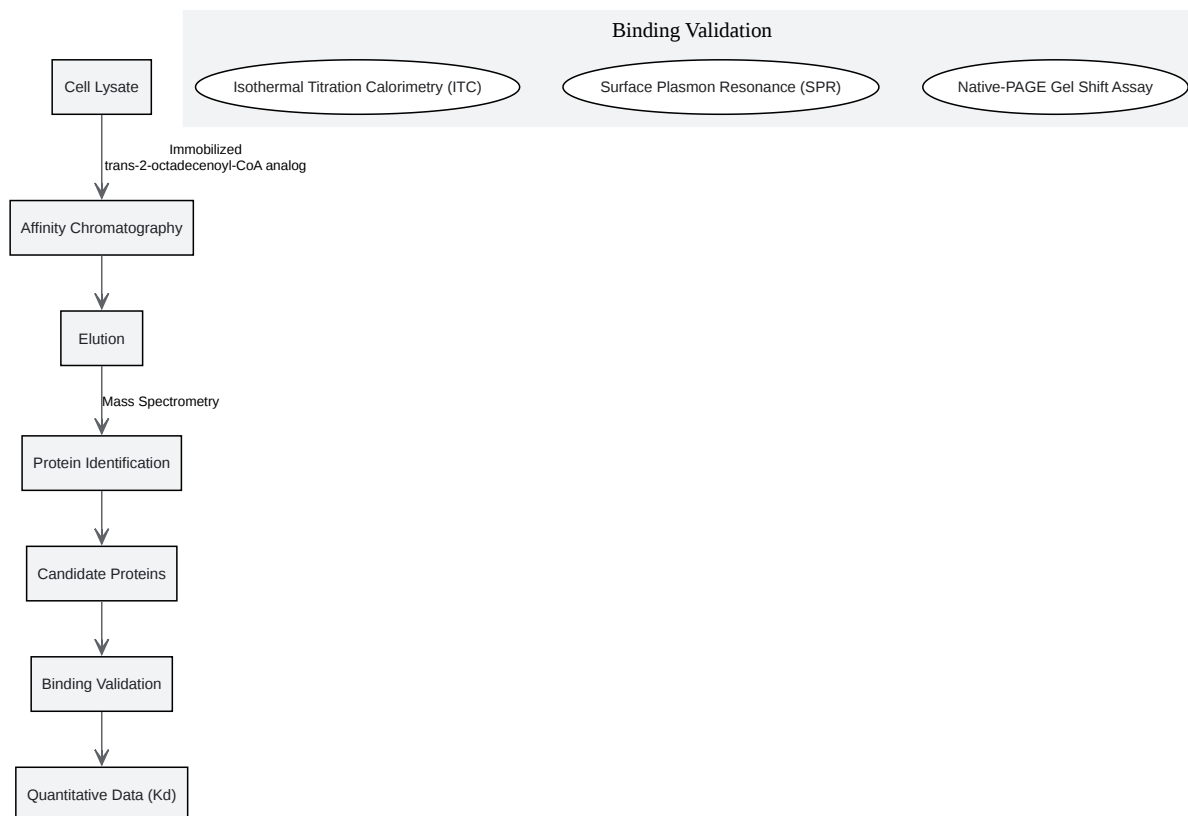 Binding Validation
Cell Lysate
Isothermal Titration Calorimetry (ITC)
Surface Plasmon Resonance (SPR)
Native-PAGE Gel Shift Assay
Immobilized
trans-2-octadecenoyl-CoA analog
Affinity Chromatography
Elution
Mass Spectrometry
Protein Identification
Candidate Proteins
Binding Validation
Quantitative Data (Kd)